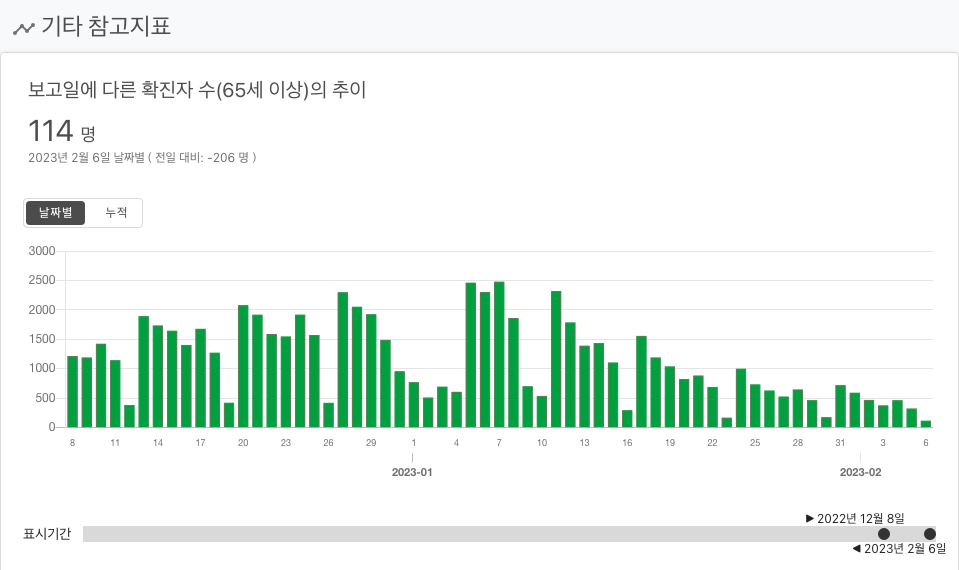 기타 참고지표
보고일에 다른 확진자 수(65세 이상)의 추이
114 명
2023년 2월 6일 날짜별 ( 전일 대비: -206 명 )
날짜별 누적
3000
2500
2000
1500
1000
500
0
8 11 14 17 20 23 26 29 1 4 7 10 13 16 19 22 25 28 31 3 6
2023-01 2023-02
▶ 2022년 12월 8일
표시기간
◀ 2023년 2월 6일